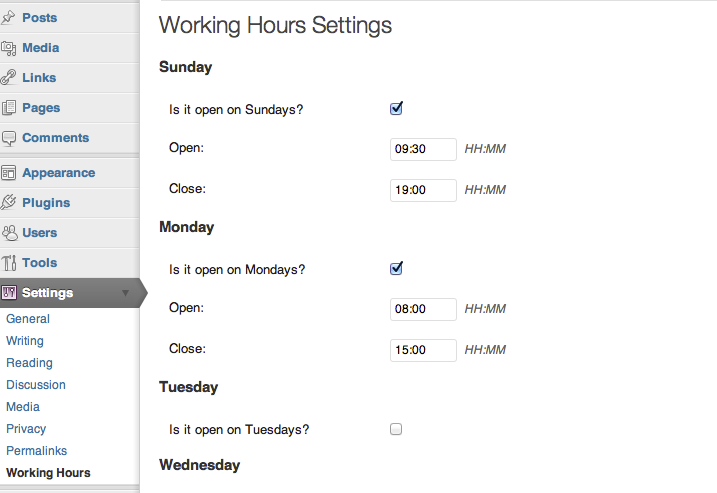 Posts
Media
Links
Pages
Comments
Appearance
Plugins
Users
Tools
Settings
General
Writing
Reading
Discussion
Media
Privacy
Permalinks
Working Hours
Working Hours Settings
Sunday
Is it open on Sundays?
Open: 09:30 HH:MM
Close: 19:00 HH:MM
Monday
Is it open on Mondays?
Open: 08:00 HH:MM
Close: 15:00 HH:MM
Tuesday
Is it open on Tuesdays?
Wednesday